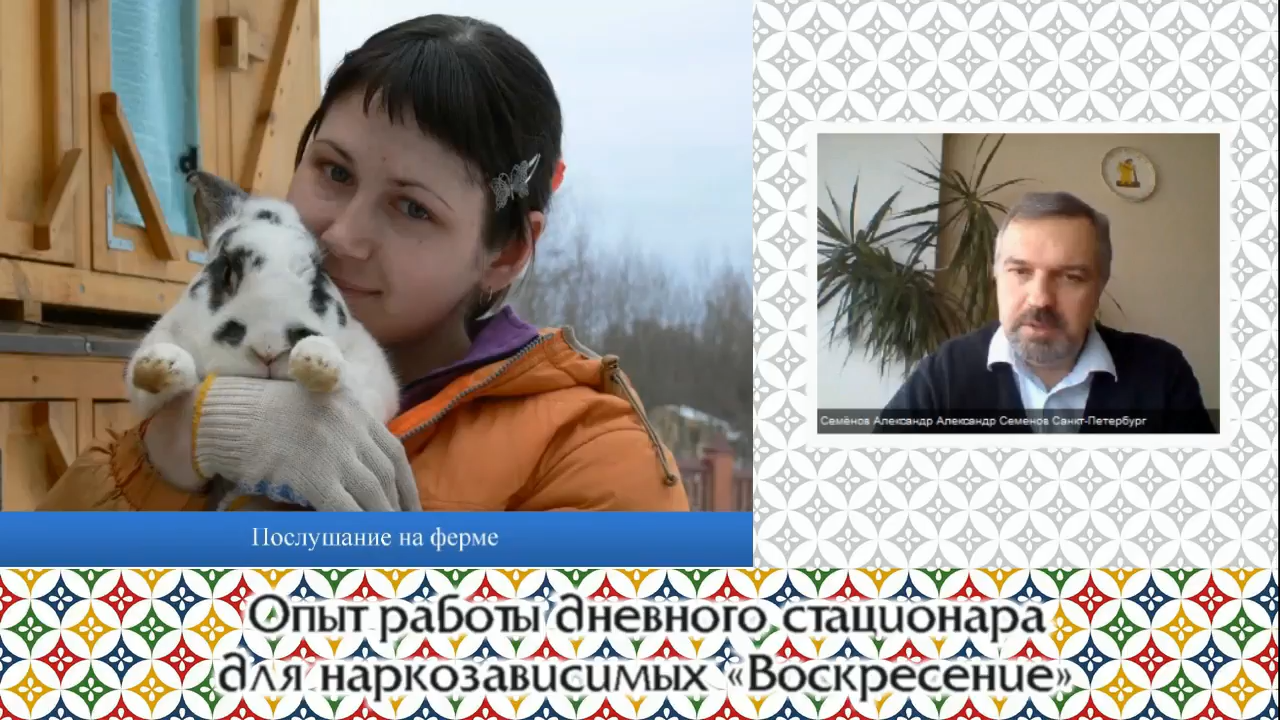 Семёнов Александр Александр Семенов Санкт-Петербург
Послушание на ферме
Опыт работы дневного стационара
для наркозависимых «Воскресение»